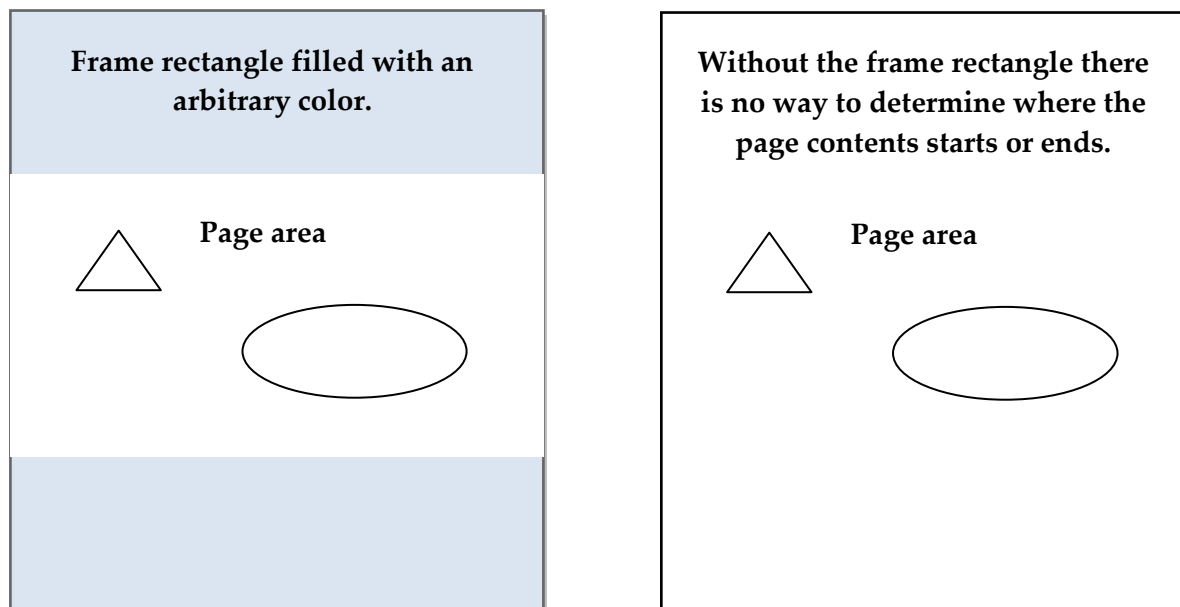 Frame rectangle filled with an
arbitrary color.
Page area
Without the frame rectangle there
is no way to determine where the
page contents starts or ends.
Page area